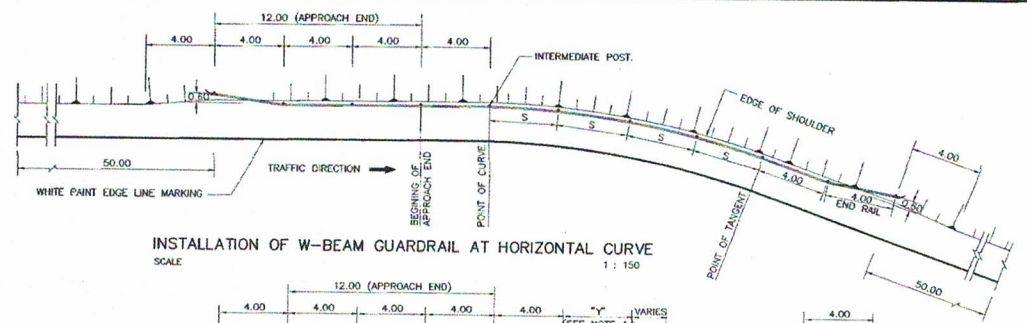 12.00 (APPROACH END)
4.00 4.00 4.00 4.00 4.00
INTERMEDIATE POST.
0.60
EDGE OF SHOULDER
S S S S
4.00
50.00
TRAFFIC DIRECTION
WHITE PAINT EDGE LINE MARKING
BEGINING OF
APPROACH END
POINT OF CURVE
4.00
4.00
END RAIL
0.60
POINT OF TANGENT
50.00
INSTALLATION OF W-BEAM GUARDRAIL AT HORIZONTAL CURVE
SCALE 1 : 150
12.00 (APPROACH END)
4.00 4.00 4.00 4.00 "Y" VARIES
(SEE NOTE
4.00